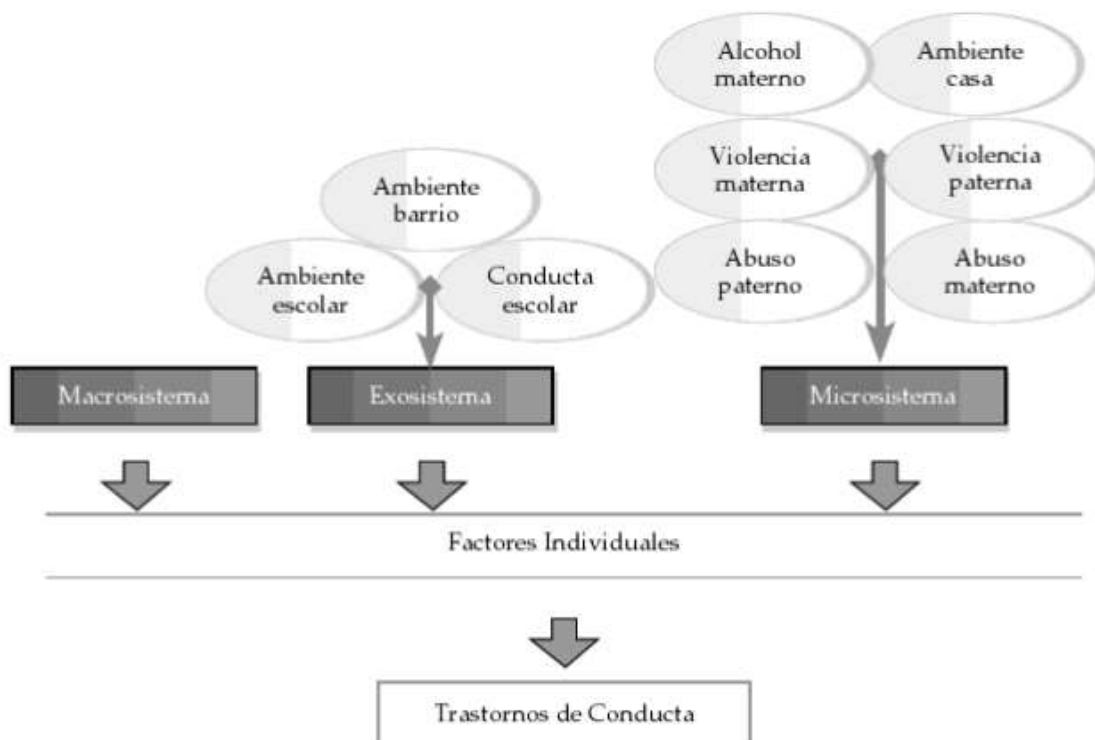 Alcohol
materno
Ambiente
casa
Violencia
materna
Violencia
paterna
Ambiente
barrio
Abuso
paterno
Abuso
materno
Ambiente
escolar
Conducta
escolar
Macrosistema
Exosistema
Microsistema
Factores Individuales
Trastornos de Conducta